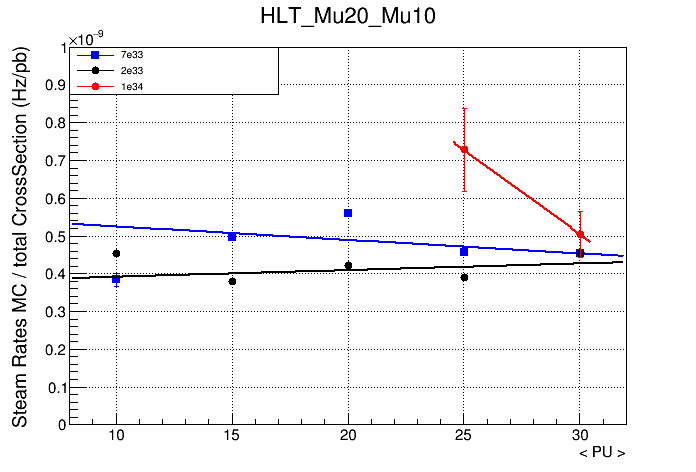 HLT_Mu20_Mu10
×10⁻⁹
Steam Rates MC / total CrossSection (Hz/pb)
7e33
2e33
1e34
1
0.9
0.8
0.7
0.6
0.5
0.4
0.3
0.2
0.1
0
10 15 20 25 30
< PU >